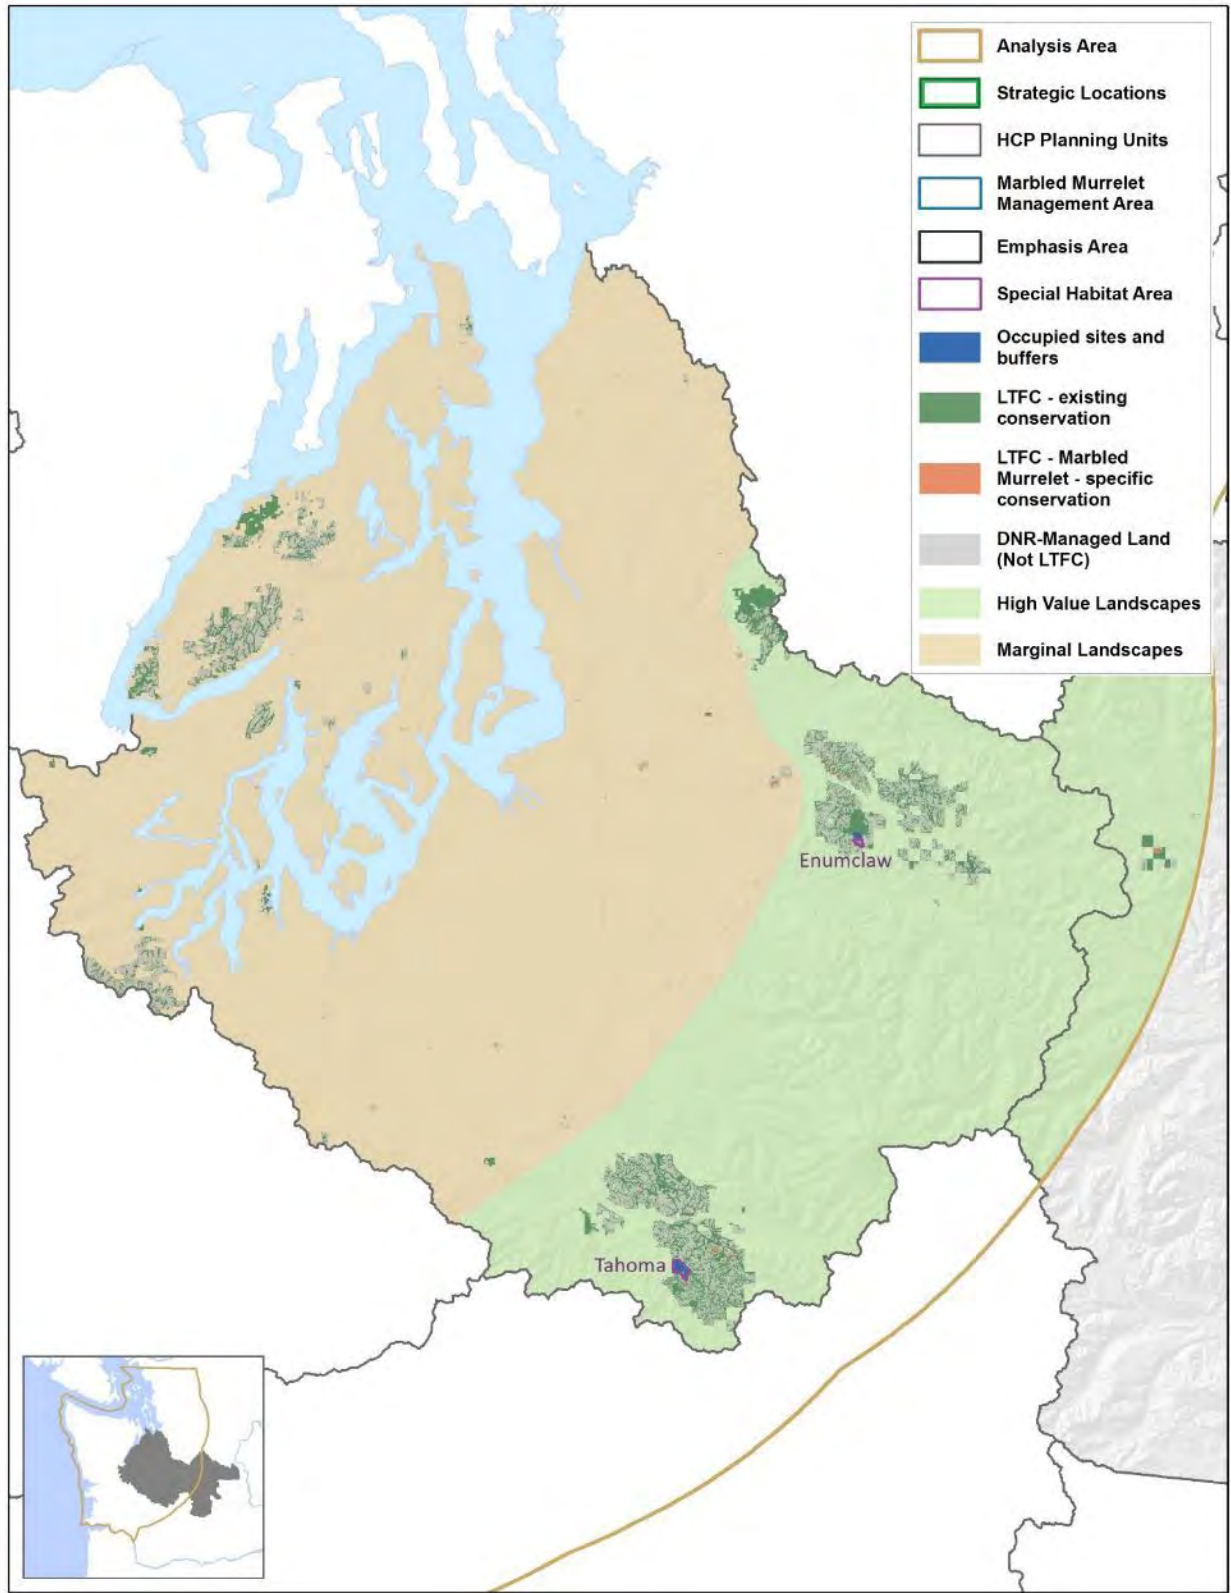 Analysis Area
Strategic Locations
HCP Planning Units
Marbled Murrelet
Management Area
Emphasis Area
Special Habitat Area
Occupied sites and
buffers
LTFC - existing
conservation
LTFC - Marbled
Murrelet - specific
conservation
DNR-Managed Land
(Not LTFC)
High Value Landscapes
Marginal Landscapes
Enumclaw
Tahoma